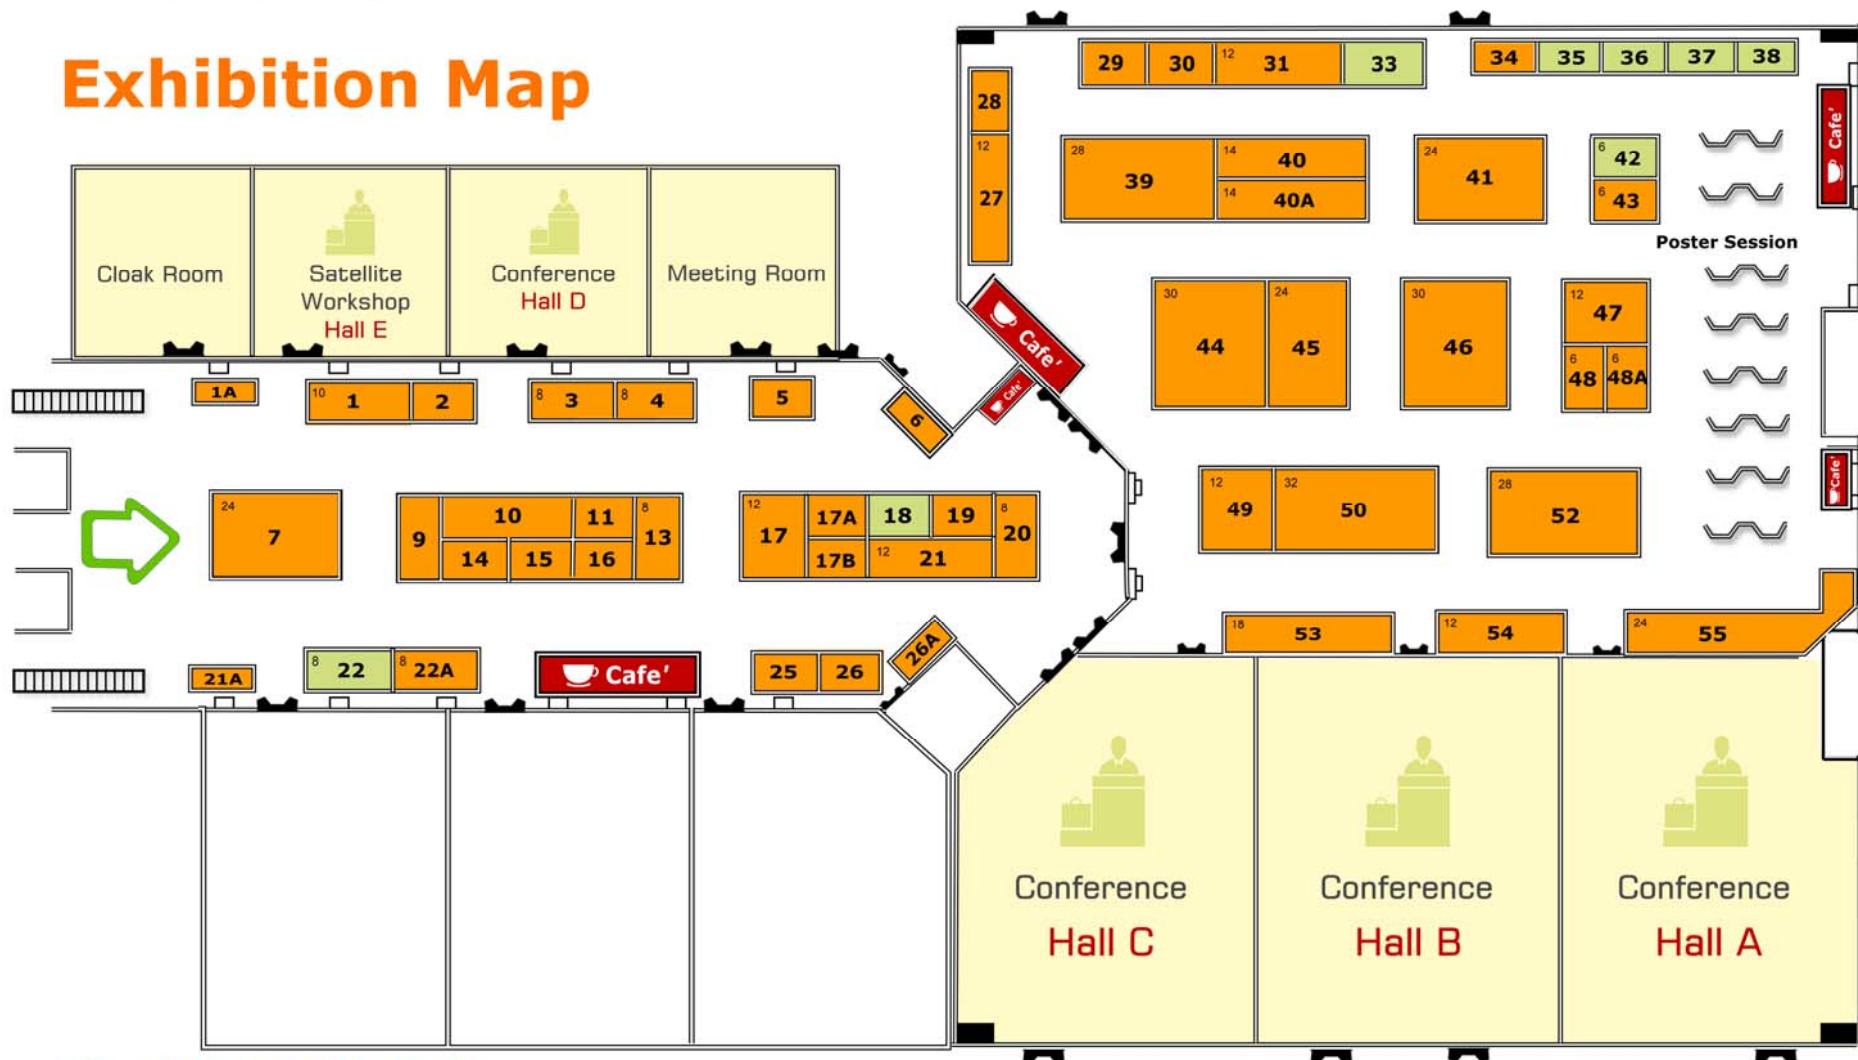 Exhibition Map
29
30
12
31
33
34
35
36
37
38
28
12
27
Cafe'
28
39
14
40
14
40A
24
41
6
42
6
43
Poster Session
Cloak Room
Satellite
Workshop
Hall E
Conference
Hall D
Meeting Room
Cafe'
Cafe'
30
44
24
45
30
46
12
47
6
48
6
48A
1A
10
1
2
8
3
8
4
5
6
24
7
9
10
11
8
13
14
15
16
12
17
17A
18
19
8
20
17B
12
21
12
49
32
50
28
52
Cafe'
21A
8
22
8
22A
Cafe'
25
26
26A
18
53
12
54
24
55
Conference
Hall C
Conference
Hall B
Conference
Hall A